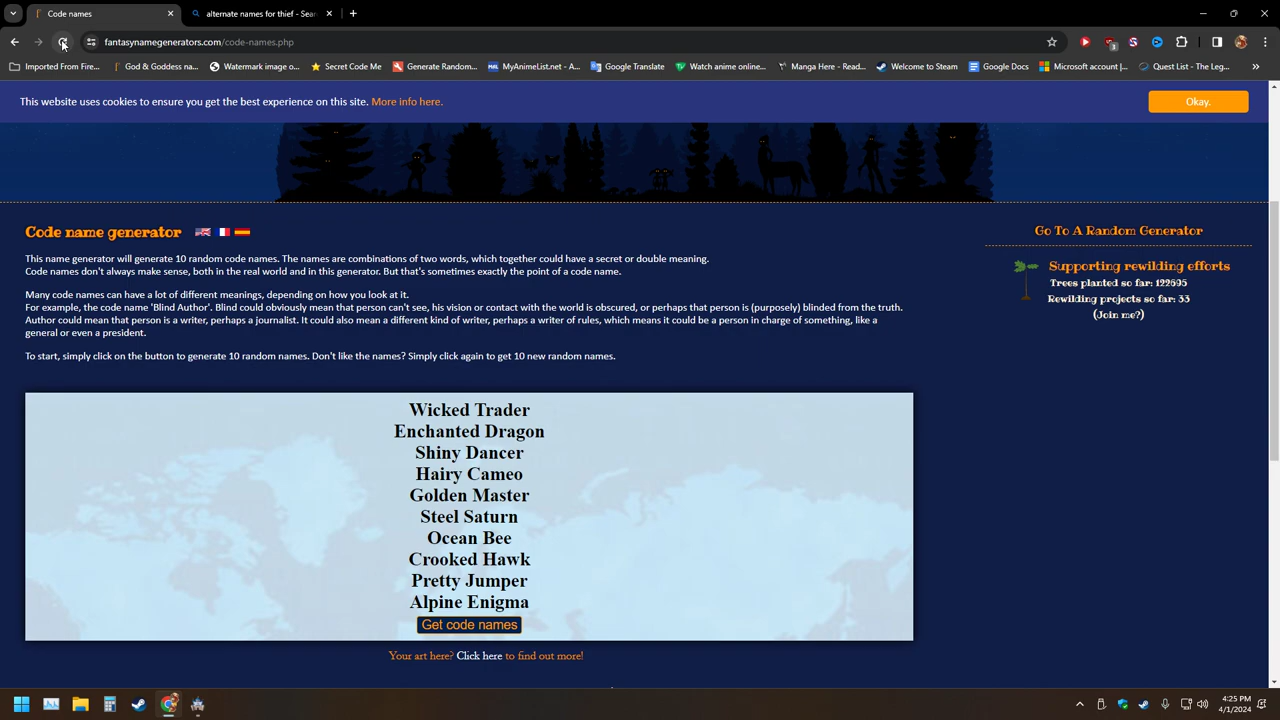 Code names
alternate names for thief - Sear
fantasynamegenerators.com/code-names.php
3
Imported From Fire...
God & Goddess na...
Watermark image o...
Secret Code Me
Generate Random...
MyAnimeList.net - A...
Google Translate
Watch anime online...
Manga Here - Read...
Welcome to Steam
Google Docs
Microsoft account |...
Quest List - The Leg...
This website uses cookies to ensure you get the best experience on this site. More info here.
Okay.
Code name generator
Go To A Random Generator
This name generator will generate 10 random code names. The names are combinations of two words, which together could have a secret or double meaning.
Code names don't always make sense, both in the real world and in this generator. But that's sometimes exactly the point of a code name.
Supporting rewilding efforts
Trees planted so far: 122695
Rewilding projects so far: 33
(Join me?)
Many code names can have a lot of different meanings, depending on how you look at it.
For example, the code name 'Blind Author'. Blind could obviously mean that person can't see, his vision or contact with the world is obscured, or perhaps that person is (purposely) blinded from the truth.
Author could mean that person is a writer, perhaps a journalist. It could also mean a different kind of writer, perhaps a writer of rules, which means it could be a person in charge of something, like a
general or even a president.
To start, simply click on the button to generate 10 random names. Don't like the names? Simply click again to get 10 new random names.
Wicked Trader
Enchanted Dragon
Shiny Dancer
Hairy Cameo
Golden Master
Steel Saturn
Ocean Bee
Crooked Hawk
Pretty Jumper
Alpine Enigma
Get code names
Your art here? Click here to find out more!
4:25 PM
4/1/2024